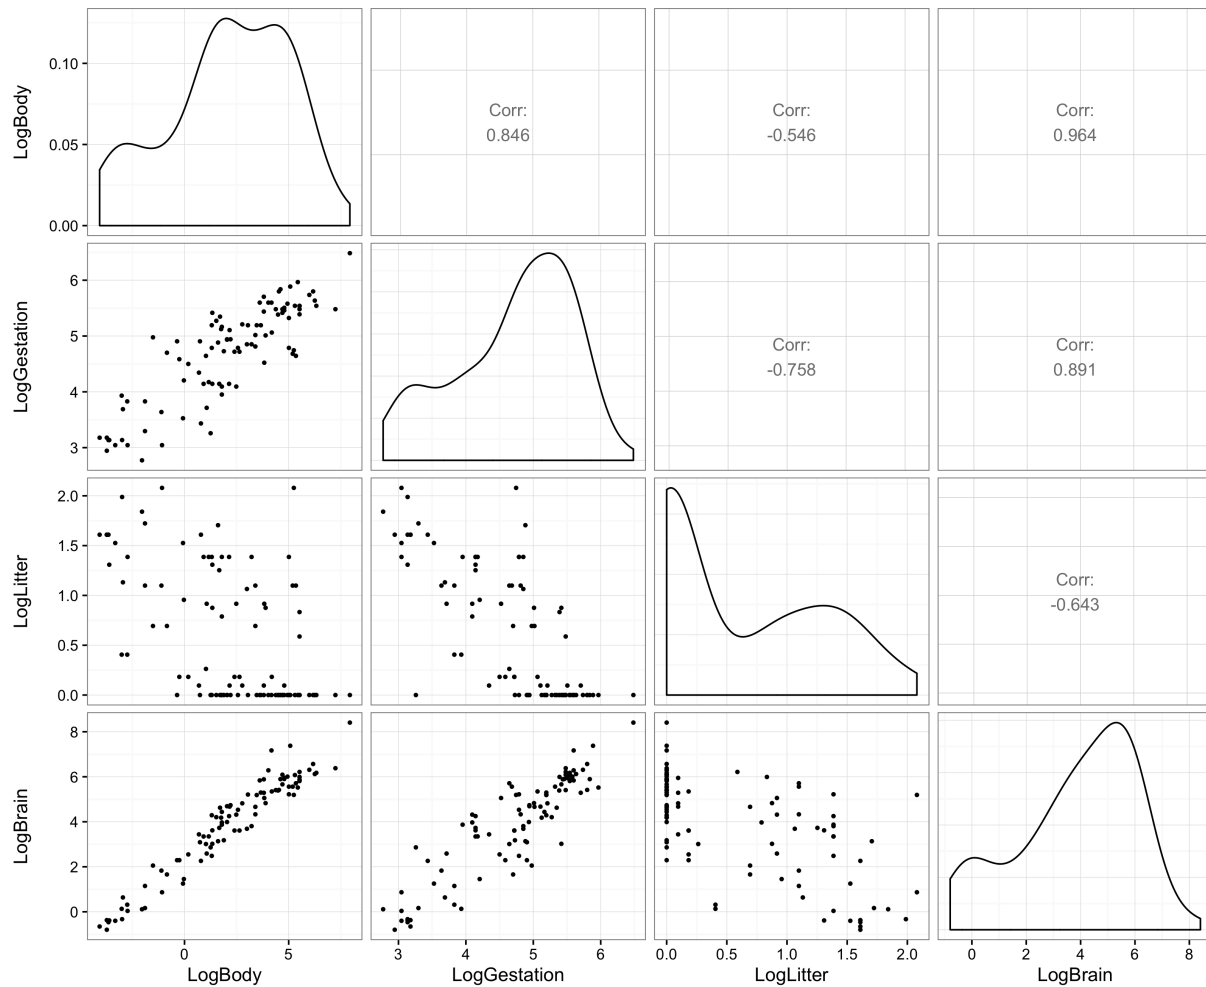 LogBody
0.10
0.05
0.00
Corr:
0.846
Corr:
-0.546
Corr:
0.964
LogGestation
6
5
4
3
Corr:
-0.758
Corr:
0.891
LogLitter
2.0
1.5
1.0
0.5
0.0
Corr:
-0.643
LogBrain
8
6
4
2
0
0 5
3 4 5 6
0.0 0.5 1.0 1.5 2.0
0 2 4 6 8
LogBody LogGestation LogLitter LogBrain